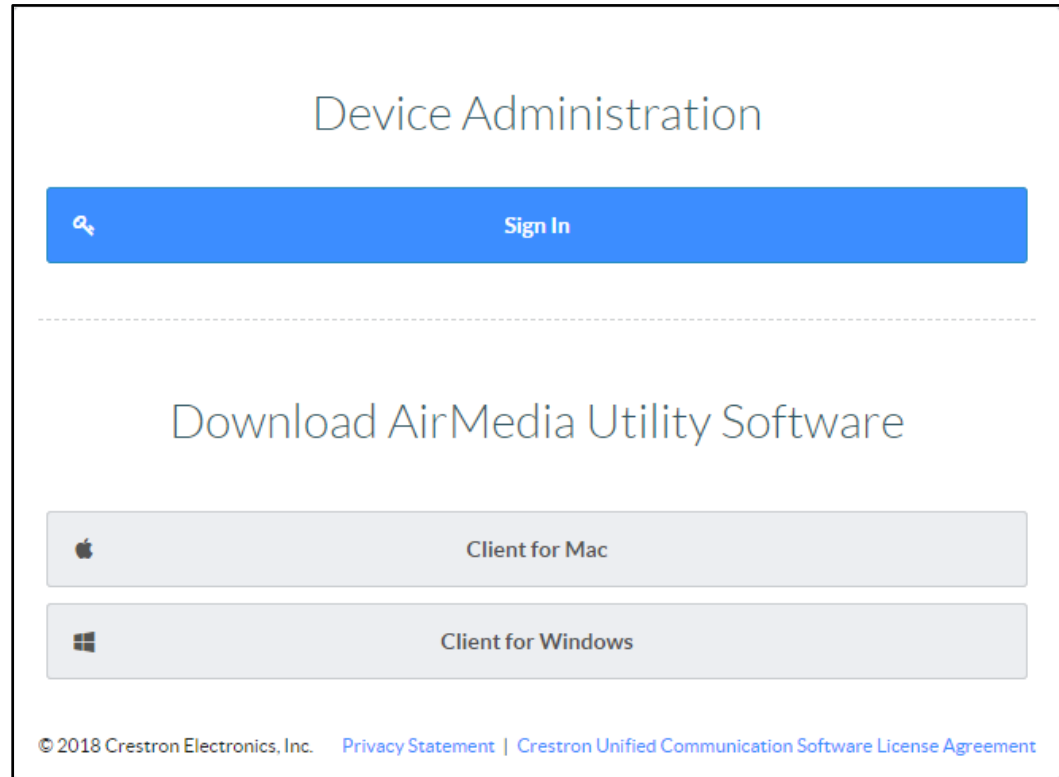 Device Administration
Sign In
Download AirMedia Utility Software
Client for Mac
Client for Windows
© 2018 Crestron Electronics, Inc. Privacy Statement | Crestron Unified Communication Software License Agreement